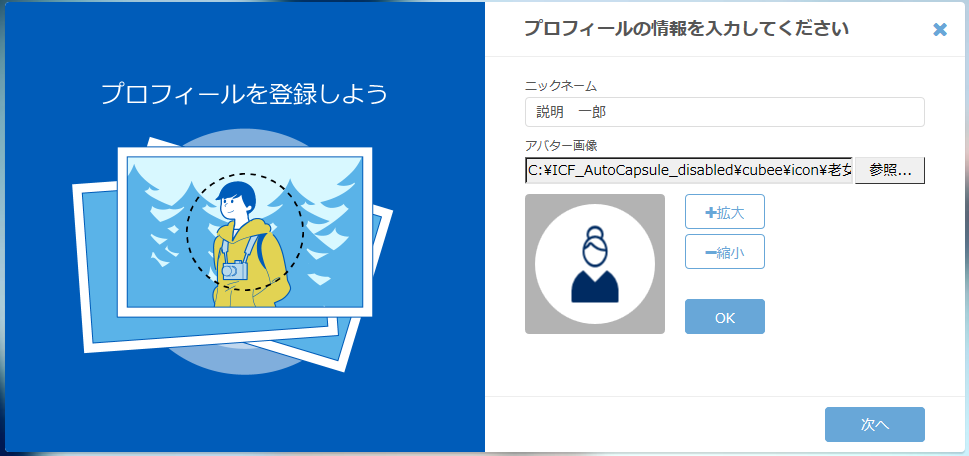 プロフィールの情報を入力してください
プロフィールを登録しよう
ニックネーム
説明　一郎
アバター画像
C:¥ICF_AutoCapsule_disabled¥cubee¥icon¥老女
参照...
拡大
縮小
OK
次へ